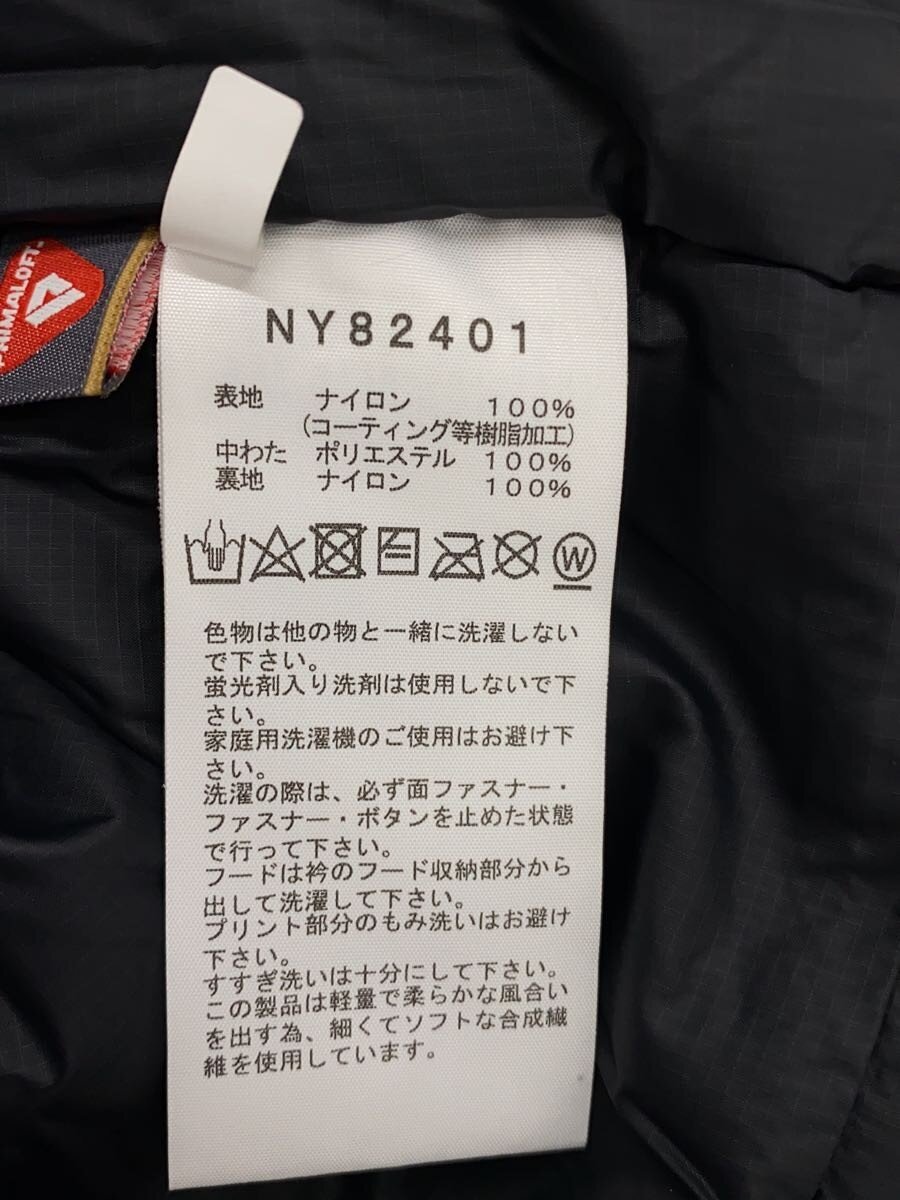 PRIMALOFT
NY82401
表地 ナイロン 100%
(コーティング等樹脂加工)
中わた ポリエステル 100%
裏地 ナイロン 100%
W
色物は他の物と一緒に洗濯しない
で下さい。
蛍光剤入り洗剤は使用しないで下
さい。
家庭用洗濯機のご使用はお避け下
さい。
洗濯の際は、必ず面ファスナー・
ファスナー・ボタンを止めた状態
で行って下さい。
フードは衿のフード収納部分から
出して洗濯して下さい。
プリント部分のもみ洗いはお避け
下さい。
すすぎ洗いは十分にして下さい。
この製品は軽量で柔らかな風合い
を出す為、細くてソフトな合成繊
維を使用しています。